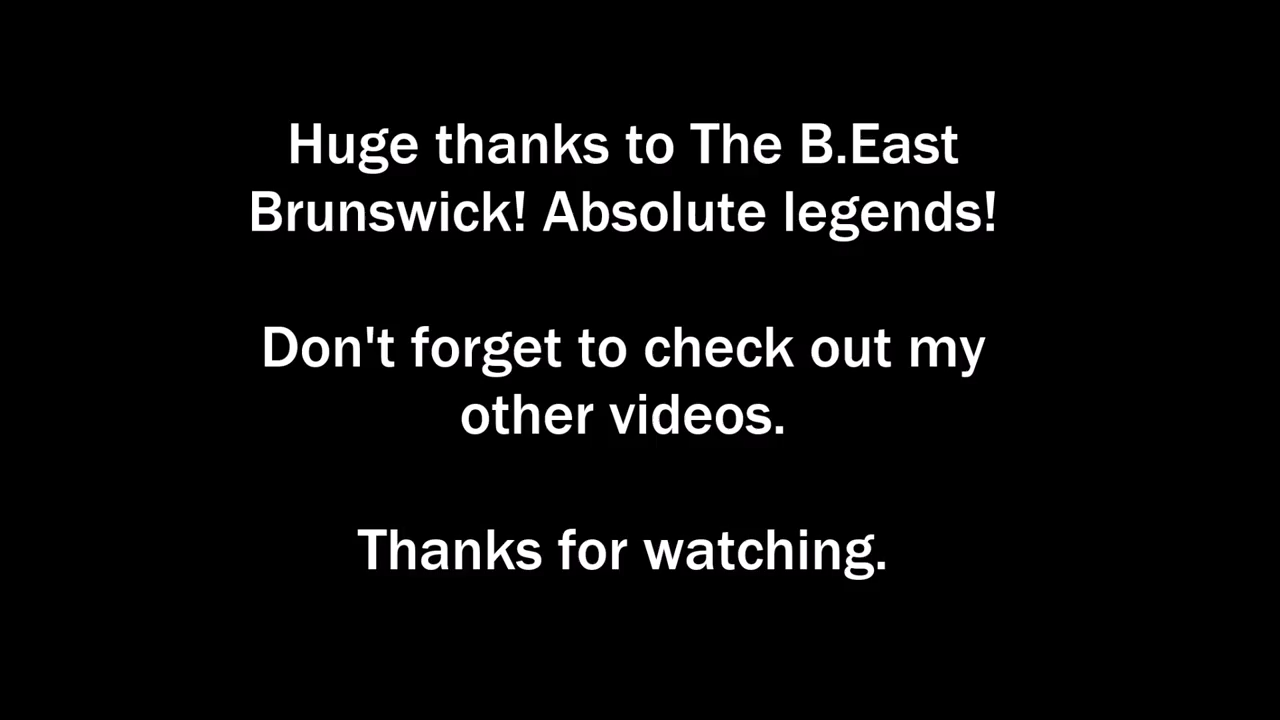 Huge thanks to The B.East
Brunswick! Absolute legends!
Don't forget to check out my
other videos.
Thanks for watching.